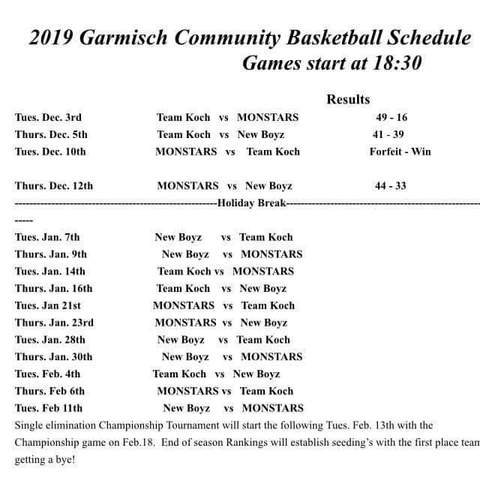 2019 Garmisch Community Basketball Schedule
Games start at 18:30
Results
Tues. Dec. 3rd Team Koch vs MONSTARS 49 - 16
Thurs. Dec. 5th Team Koch vs New Boyz 41 - 39
Tues. Dec. 10th MONSTARS vs Team Koch Forfeit - Win
Thurs. Dec. 12th MONSTARS vs New Boyz 44 - 33
--------------------------------------------------Holiday Break--------------------------------------------------
-----
Tues. Jan. 7th New Boyz vs Team Koch
Thurs. Jan. 9th New Boyz vs MONSTARS
Tues. Jan. 14th Team Koch vs MONSTARS
Thurs. Jan. 16th Team Koch vs New Boyz
Tues. Jan 21st MONSTARS vs Team Koch
Thurs. Jan. 23rd MONSTARS vs New Boyz
Tues. Jan. 28th New Boyz vs Team Koch
Thurs. Jan. 30th New Boyz vs MONSTARS
Tues. Feb. 4th Team Koch vs New Boyz
Thurs. Feb 6th MONSTARS vs Team Koch
Tues. Feb 11th New Boyz vs MONSTARS
Single elimination Championship Tournament will start the following Tues. Feb. 13th with the
Championship game on Feb.18. End of season Rankings will establish seeding's with the first place team
getting a bye!